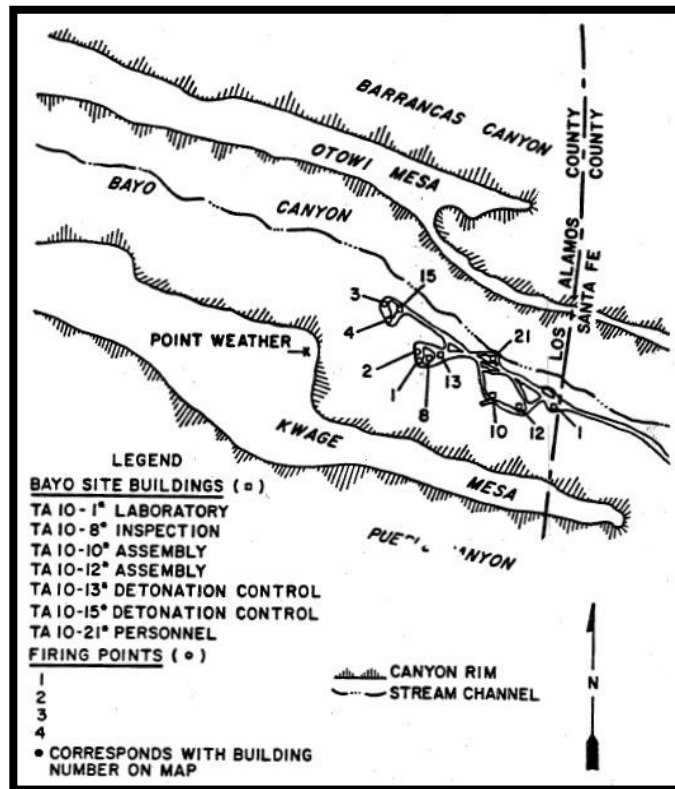 BARRANCAS CANYON
OTOWI MESA
BAYO CANYON
LOS ALAMOS COUNTY
SANTA FE COUNTY
3
15
4
POINT WEATHER
2
1
8
13
21
10
12
1
KWAGE MESA
CANYON
LEGEND
BAYO SITE BUILDINGS (□)
TA 10-1* LABORATORY
TA 10-8* INSPECTION
TA 10-10* ASSEMBLY
TA 10-12* ASSEMBLY
TA 10-13* DETONATION CONTROL
TA 10-15* DETONATION CONTROL
TA 10-21* PERSONNEL
FIRING POINTS (○)
1
2
3
4
* CORRESPONDS WITH BUILDING
NUMBER ON MAP
CANYON RIM
STREAM CHANNEL
N